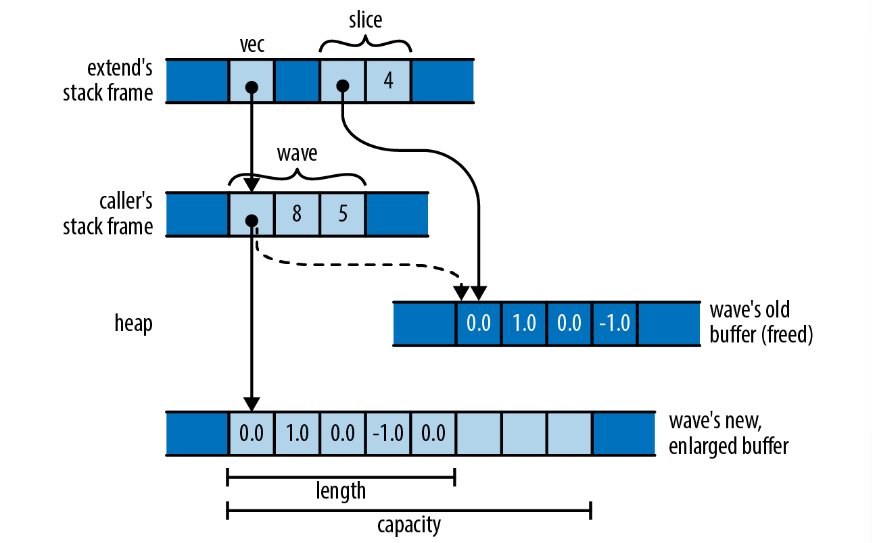 slice
vec
extend's
stack frame
4
wave
caller's
stack frame
8 5
heap
0.0 1.0 0.0 -1.0
wave's old
buffer (freed)
0.0 1.0 0.0 -1.0 0.0
wave's new,
enlarged buffer
length
capacity